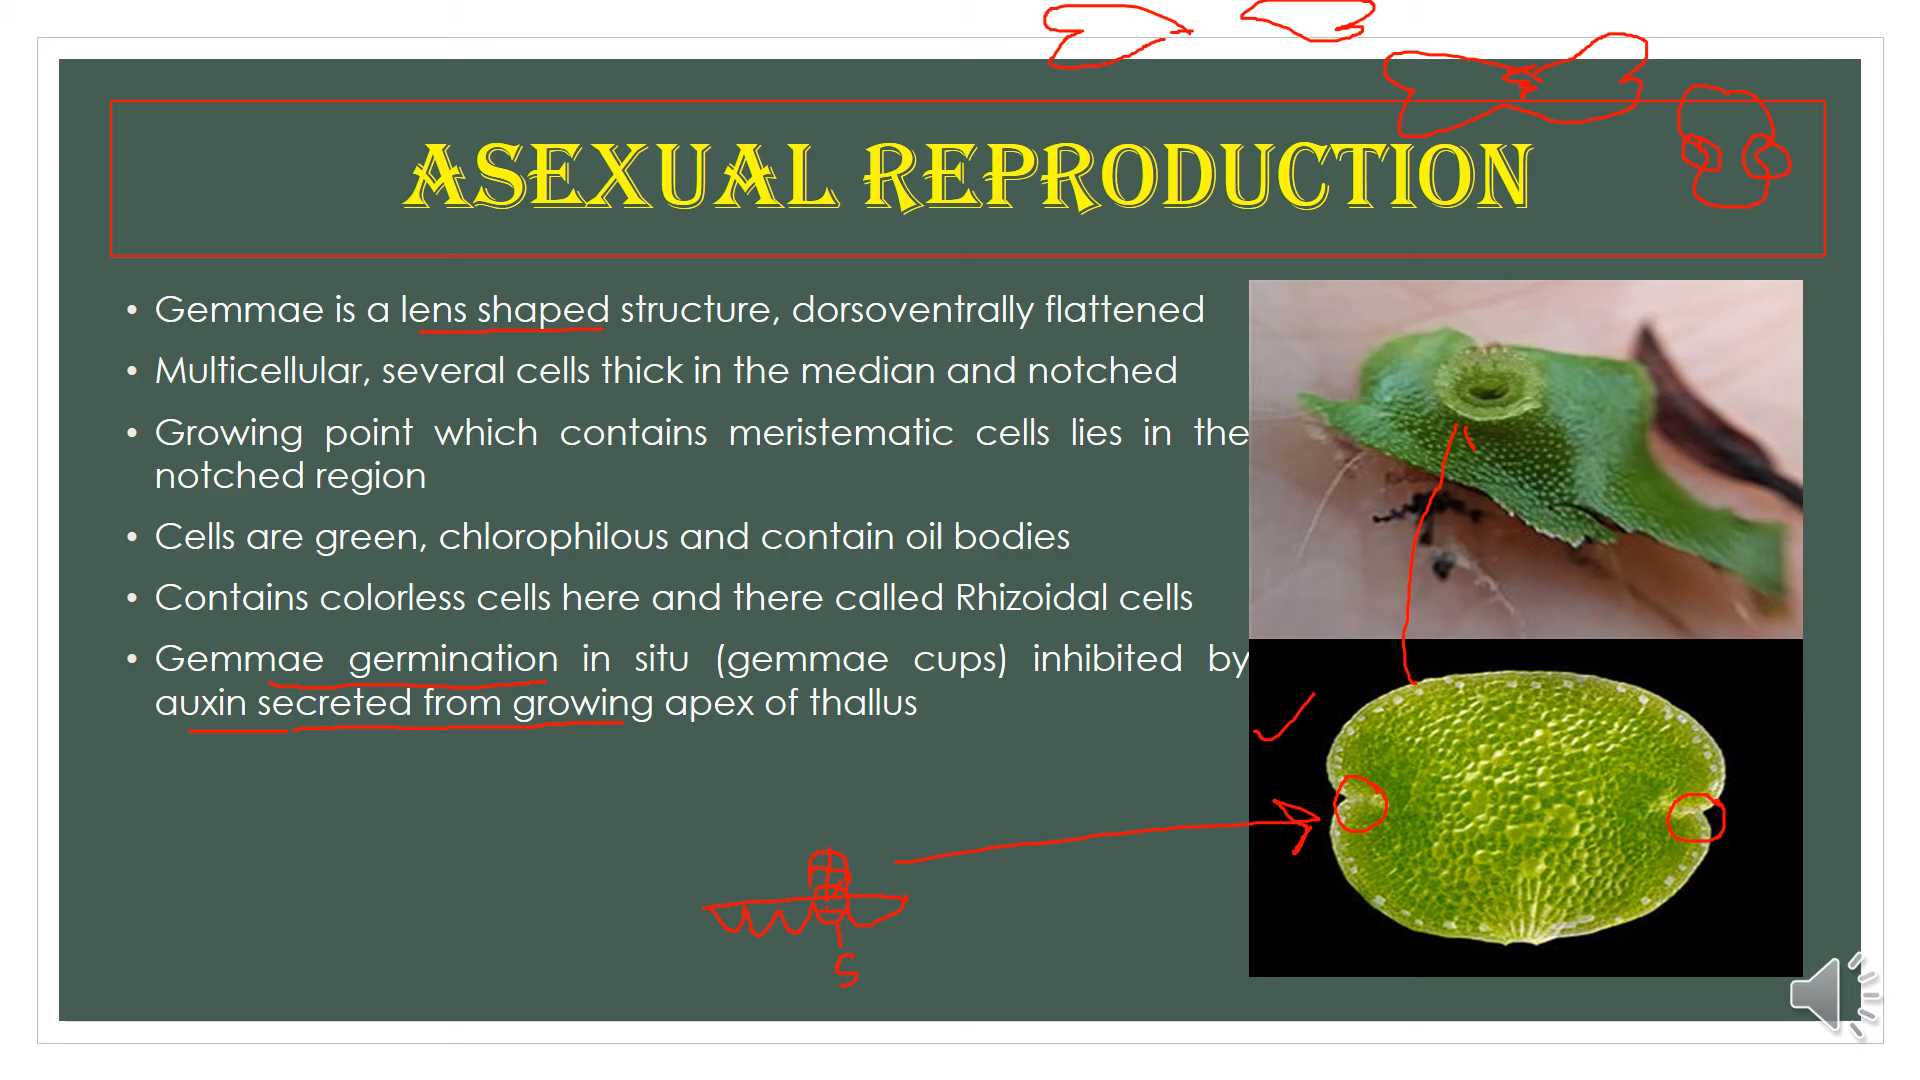 ASEXUAL REPRODUCTION
• Gemmae is a lens shaped structure, dorsoventrally flattened
• Multicellular, several cells thick in the median and notched
• Growing point which contains meristematic cells lies in the
notched region
• Cells are green, chlorophilous and contain oil bodies
• Contains colorless cells here and there called Rhizoidal cells
• Gemmae germination in situ (gemmae cups) inhibited by
auxin secreted from growing apex of thallus
S